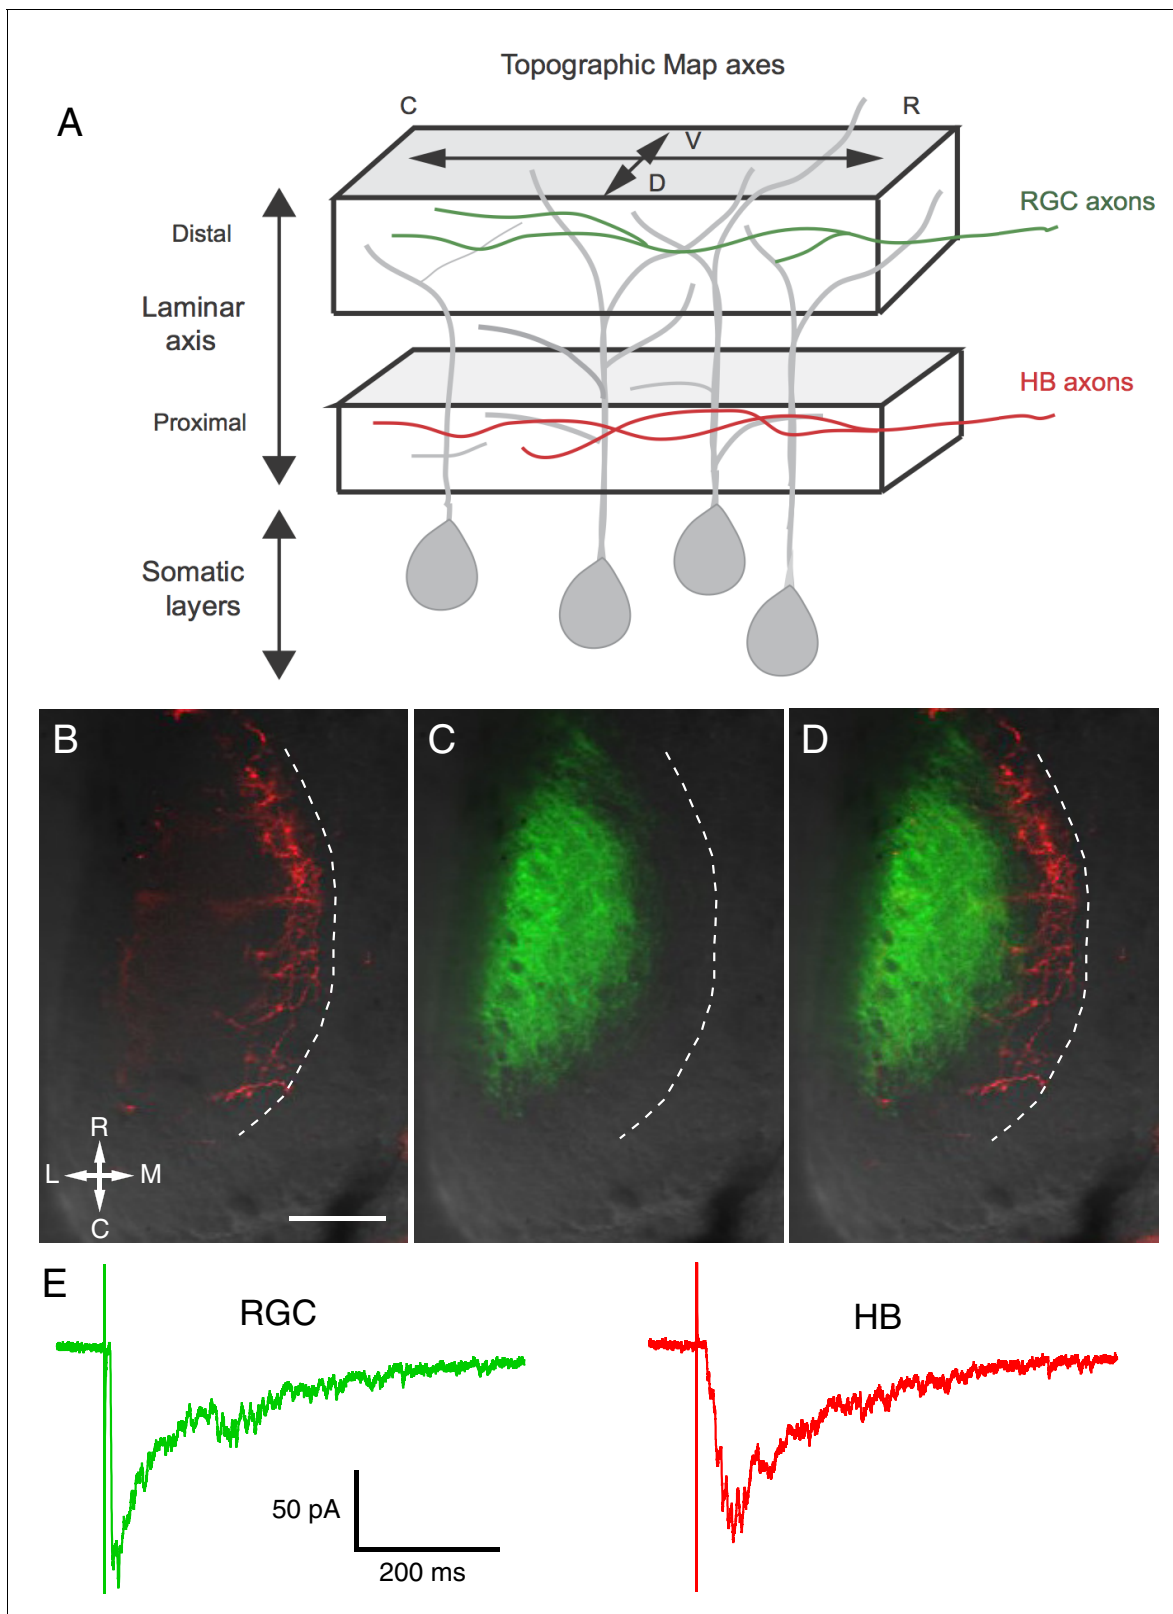 Topographic Map axes
A
C
R
V
D
RGC axons
Distal
Laminar
axis
Proximal
HB axons
Somatic
layers
B
C
D
R
L
M
C
E
RGC
HB
50 pA
200 ms